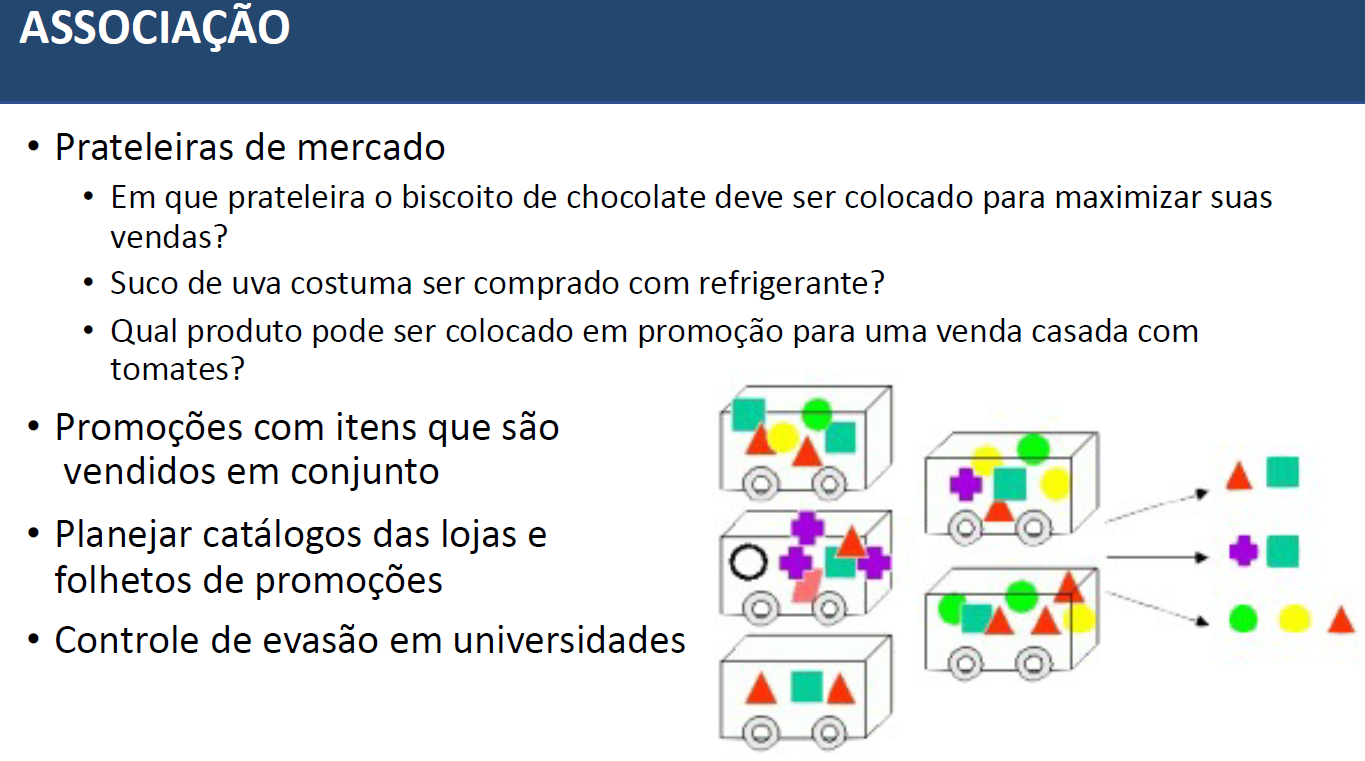 ASSOCIAÇÃO
• Prateleiras de mercado
• Em que prateleira o biscoito de chocolate deve ser colocado para maximizar suas
vendas?
• Suco de uva costuma ser comprado com refrigerante?
• Qual produto pode ser colocado em promoção para uma venda casada com
tomates?
• Promoções com itens que são
vendidos em conjunto
• Planejar catálogos das lojas e
folhetos de promoções
• Controle de evasão em universidades